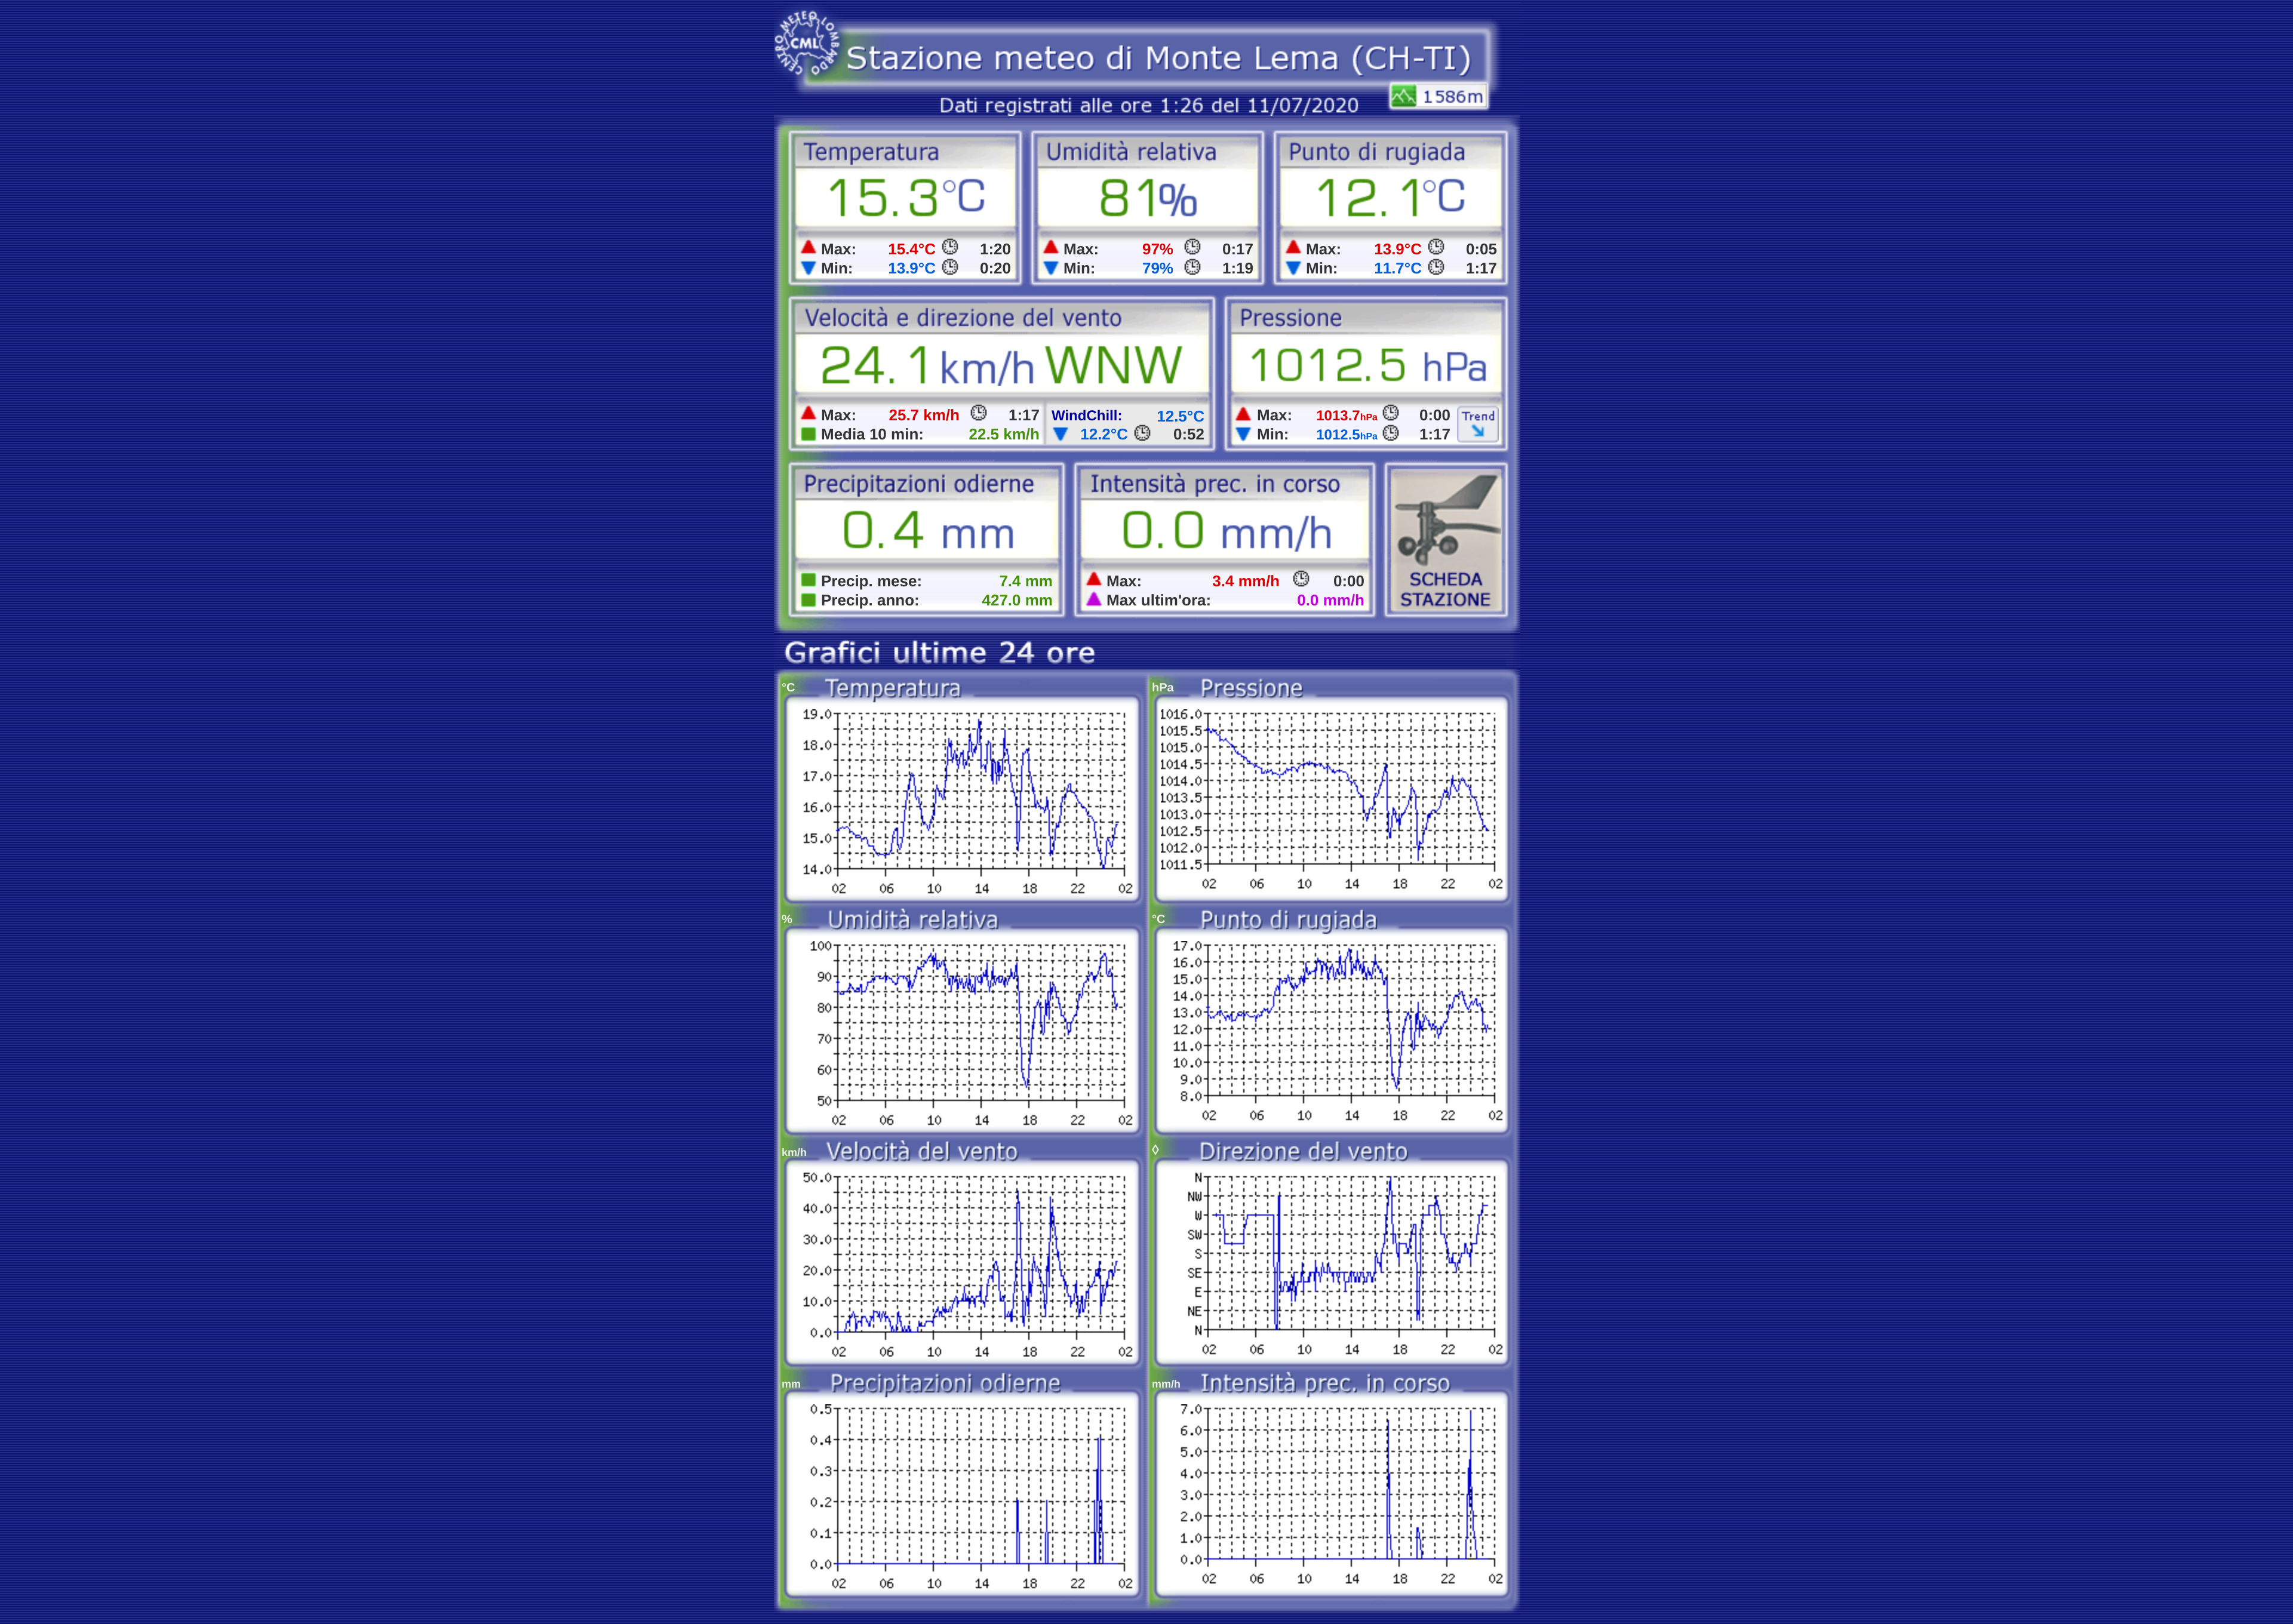 CENTRO METEO LOMBARDO
CML
Stazione meteo di Monte Lema (CH-TI)
1586m
Dati registrati alle ore 1:26 del 11/07/2020
Temperatura
15.3°C
Max: 15.4°C 1:20
Min: 13.9°C 0:20
Umidità relativa
81%
Max: 97% 0:17
Min: 79% 1:19
Punto di rugiada
12.1°C
Max: 13.9°C 0:05
Min: 11.7°C 1:17
Velocità e direzione del vento
24.1 km/h WNW
Max: 25.7 km/h 1:17
Media 10 min: 22.5 km/h
WindChill: 12.5°C
12.2°C 0:52
Pressione
1012.5 hPa
Max: 1013.7hPa 0:00
Min: 1012.5hPa 1:17
Trend
Precipitazioni odierne
0.4 mm
Precip. mese: 7.4 mm
Precip. anno: 427.0 mm
Intensità prec. in corso
0.0 mm/h
Max: 3.4 mm/h 0:00
Max ultim'ora: 0.0 mm/h
SCHEDA
STAZIONE
Grafici ultime 24 ore
°C Temperatura
19.0
18.0
17.0
16.0
15.0
14.0
02 06 10 14 18 22 02
hPa Pressione
1016.0
1015.5
1015.0
1014.5
1014.0
1013.5
1013.0
1012.5
1012.0
1011.5
02 06 10 14 18 22 02
% Umidità relativa
100
90
80
70
60
50
02 06 10 14 18 22 02
°C Punto di rugiada
17.0
16.0
15.0
14.0
13.0
12.0
11.0
10.0
9.0
8.0
02 06 10 14 18 22 02
km/h Velocità del vento
50.0
40.0
30.0
20.0
10.0
0.0
02 06 10 14 18 22 02
◊ Direzione del vento
N
NW
W
SW
S
SE
E
NE
N
02 06 10 14 18 22 02
mm Precipitazioni odierne
0.5
0.4
0.3
0.2
0.1
0.0
02 06 10 14 18 22 02
mm/h Intensità prec. in corso
7.0
6.0
5.0
4.0
3.0
2.0
1.0
0.0
02 06 10 14 18 22 02